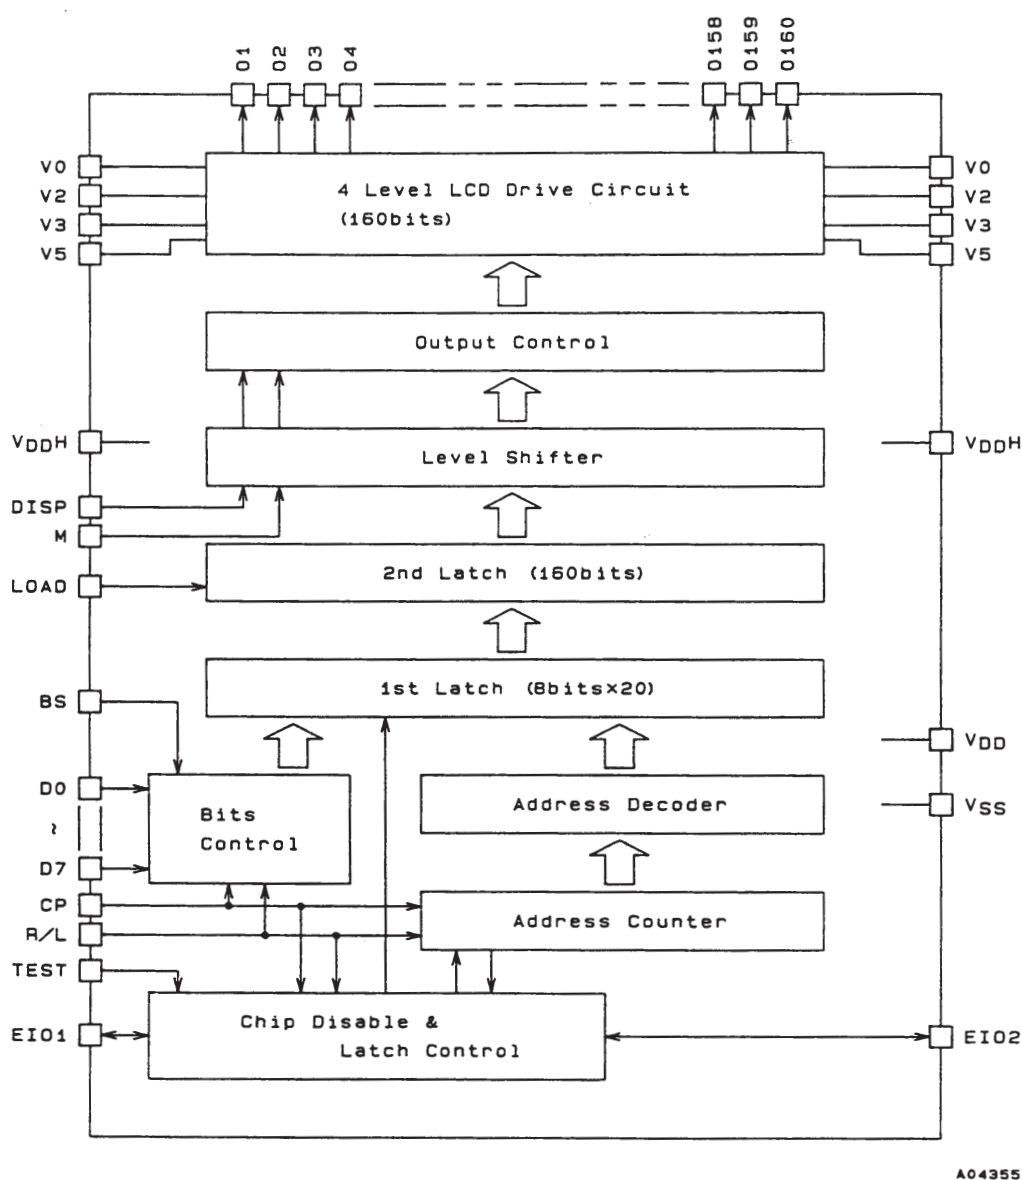 O1 O2 O3 O4 O158 O159 O160
V0 V0
4 Level LCD Drive Circuit
V2 V2
(160bits)
V3 V3
V5 V5
Output Control
VDDH VDDH
Level Shifter
DISP
M
2nd Latch (160bits)
LOAD
1st Latch (8bits×20)
BS
VDD
D0
Address Decoder
VSS
Bits
~
Control
D7
CP
Address Counter
R/L
TEST
Chip Disable &
EIO1 EIO2
Latch Control
A04355